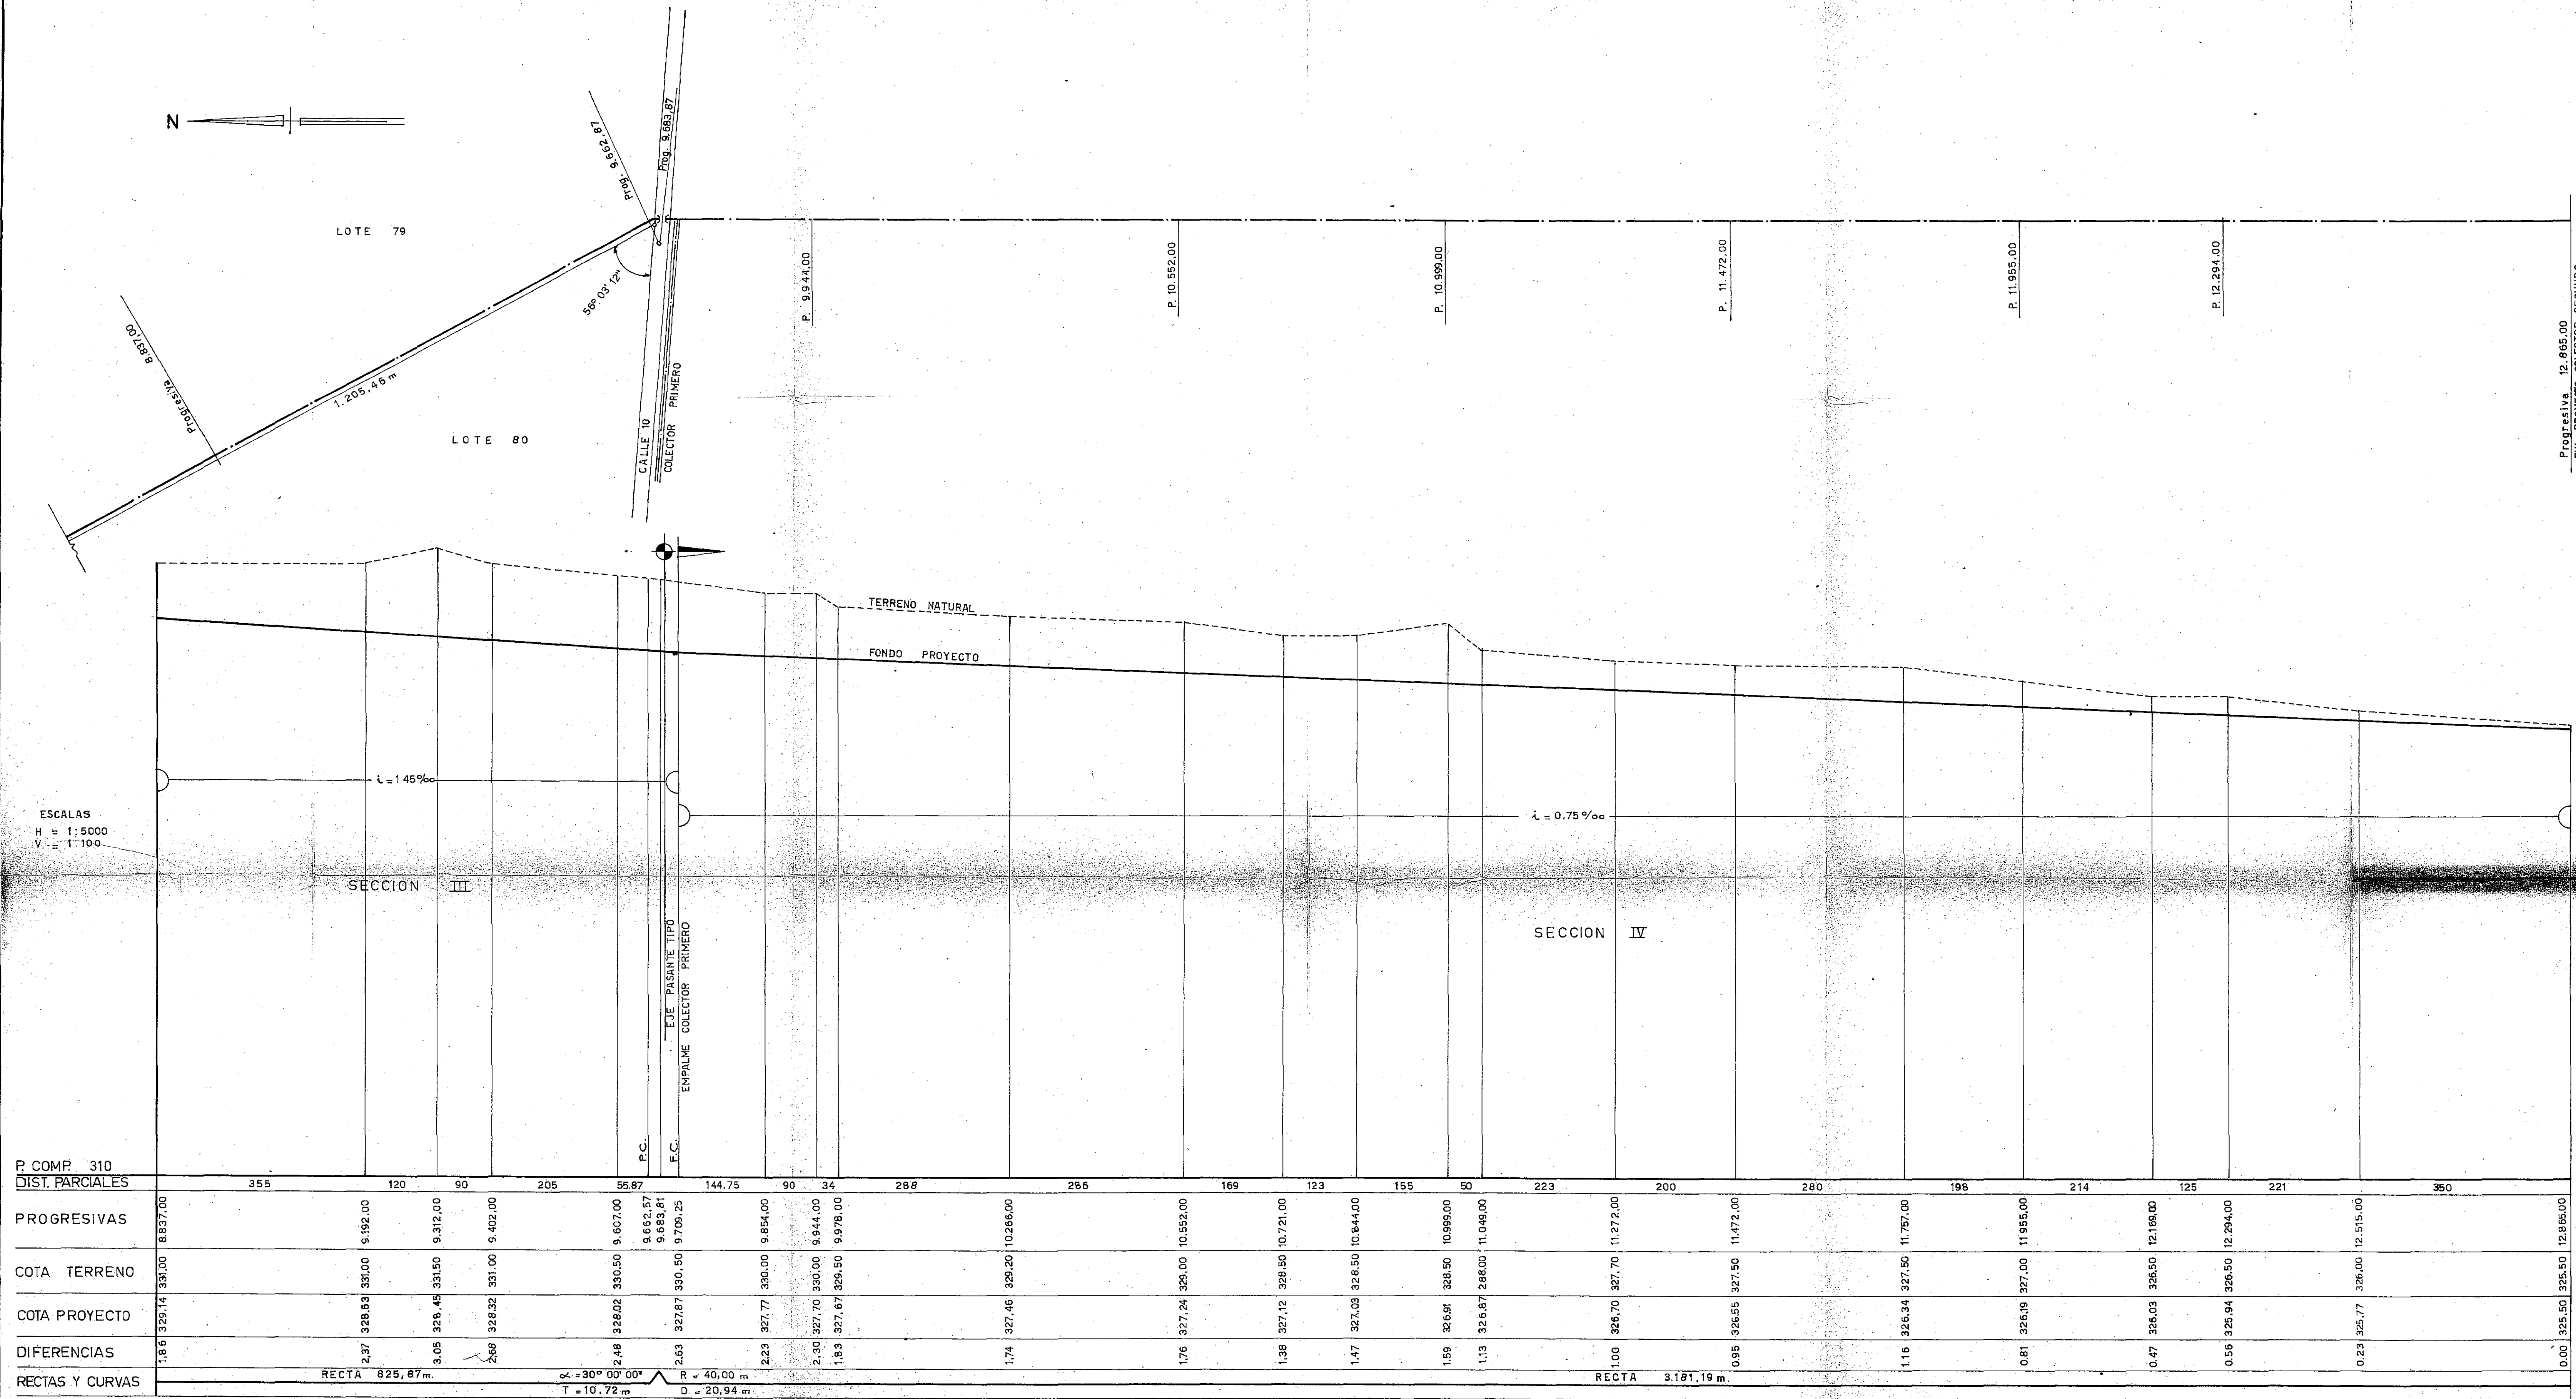 N
LOTE 79
Progresiva 8.837,00
1.205,45 m
LOTE 80
56º 03' 12"
Prog. 9.662,87
Prog. 9.683,87
CALLE 10
COLECTOR PRIMERO
P. 9.944,00
P. 10.552,00
P. 10.999,00
P. 11.472,00
P. 11.955,00
P. 12.294,00
Progresiva 12.865,00
TERRENO NATURAL
FONDO PROYECTO
i = 1.45‰
i = 0.75‰
ESCALAS
H = 1:5000
V = 1:100
SECCION III
SECCION IV
EJE PASANTE TIPO
EMPALME COLECTOR PRIMERO
P.C.
F.C.
P. COMP. 310
DIST. PARCIALES 355 120 90 205 55.87 144.75 90 34 288 286 169 123 155 50 223 200 280 198 214 125 221 350
PROGRESIVAS 8.837.00 9.192.00 9.312,00 9.402.00 9.607.00 9.662,57 9.683,81 9.709,25 9.854,00 9.944.00 9.978.00 10.266,00 10.552.00 10.721.00 10.844.00 10.999.00 11.049,00 11.272,00 11.472,00 11.757.00 11.955,00 12.169,00 12.294,00 12.515.00 12.865.00
COTA TERRENO 331.00 331,00 331.50 331.00 330,50 330,50 330.00 330.00 329.50 329.20 329,00 328.50 328.50 328.50 288.00 327,70 327.50 327.50 327.00 326,50 326.50 326.00 325.50
COTA PROYECTO 329.14 328.63 328.45 328.32 328.02 327.87 327.77 327.70 327.67 327.46 327.24 327.12 327.03 326.91 326.87 326,70 326.55 326.34 326.19 326.03 325.94 325.77 325.50
DIFERENCIAS 1,86 2,37 3.05 2.68 2,48 2.63 2,23 2.30 1.83 1.74 1.76 1.38 1.47 1.59 1.13 1.00 0.95 1.16 0.81 0.47 0.56 0.23 0.00
RECTAS Y CURVAS RECTA 825,87m. ∝ = 30° 00' 00" R = 40,00 m RECTA 3.181,19 m.
T = 10,72 m D = 20,94 m